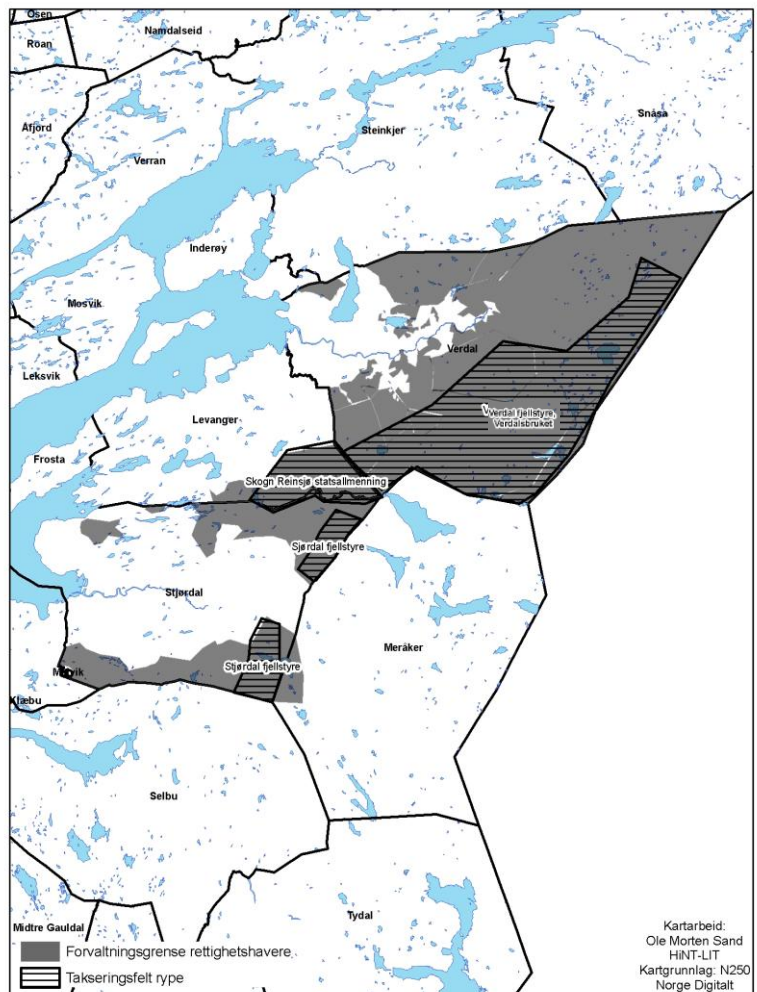 Osen
Namdalseid
Roan
Snåsa
Åfjord
Steinkjer
Verran
Inderøy
Mosvik
Verdal
Leksvik
Verdal fjellstyre,
Verdalsbruket
Levanger
Frosta
Skogn Reinsjø statsallmenning
Sjørdal fjellstyre
Stjørdal
Meråker
Stjørdal fjellstyre
Selbu
Tydal
Midtre Gauldal
Forvaltningsgrense rettighetshavere
Takseringsfelt rype
Kartarbeid:
Ole Morten Sand
HiNT-LIT
Kartgrunnlag: N250
Norge Digitalt